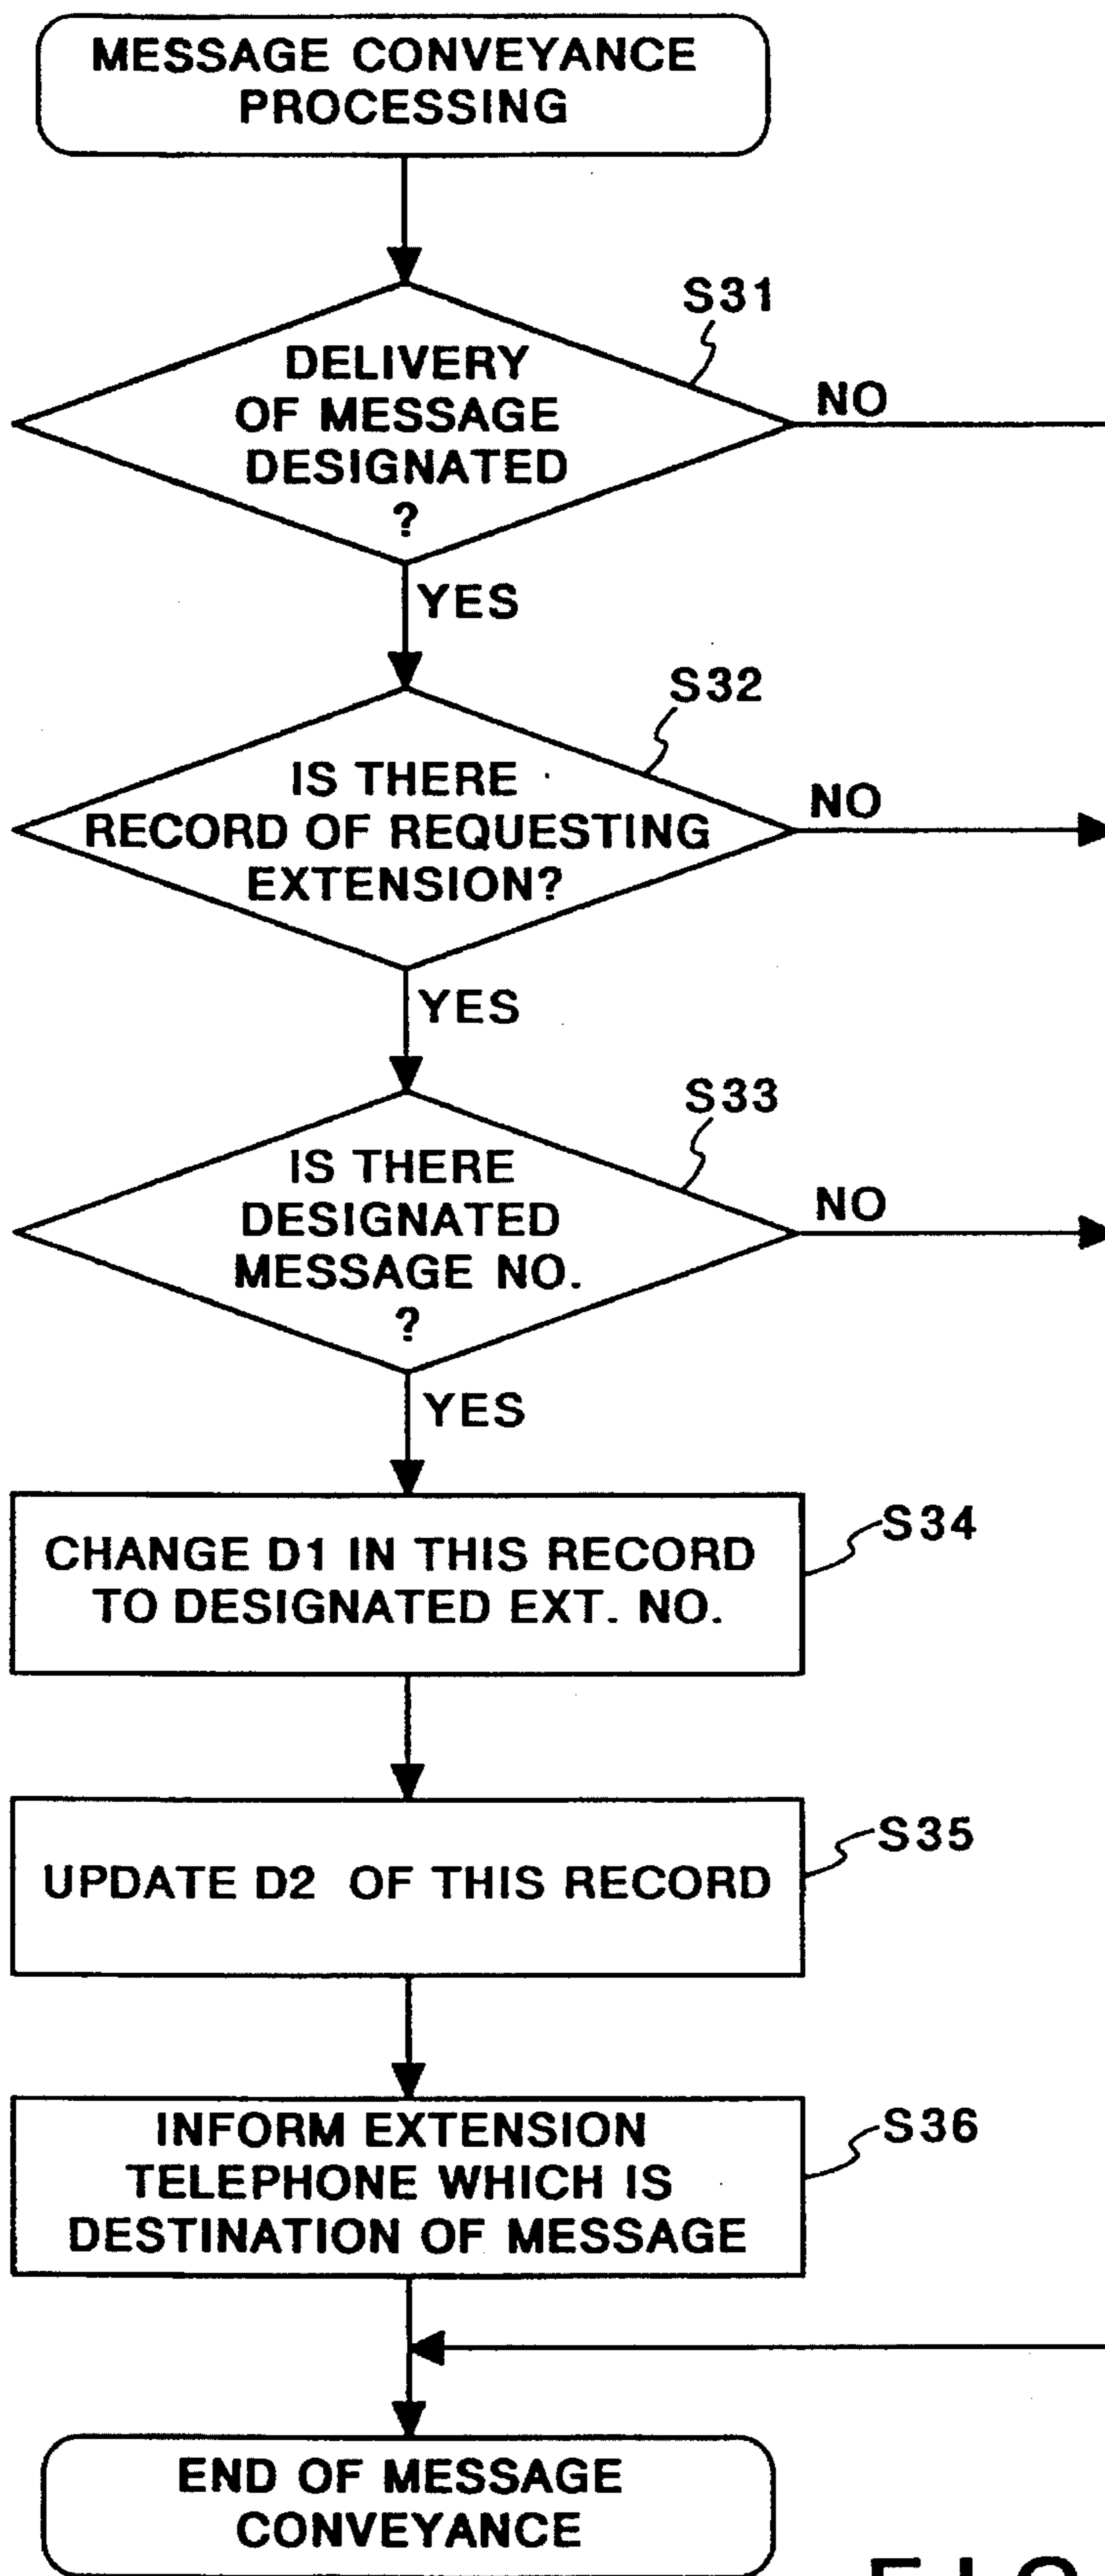 MESSAGE CONVEYANCE
PROCESSING
S31
DELIVERY
OF MESSAGE
DESIGNATED
?
NO
YES
S32
IS THERE
RECORD OF REQUESTING
EXTENSION?
NO
YES
S33
IS THERE
DESIGNATED
MESSAGE NO.
?
NO
YES
S34
CHANGE D1 IN THIS RECORD
TO DESIGNATED EXT. NO.
S35
UPDATE D2 OF THIS RECORD
S36
INFORM EXTENSION
TELEPHONE WHICH IS
DESTINATION OF MESSAGE
END OF MESSAGE
CONVEYANCE